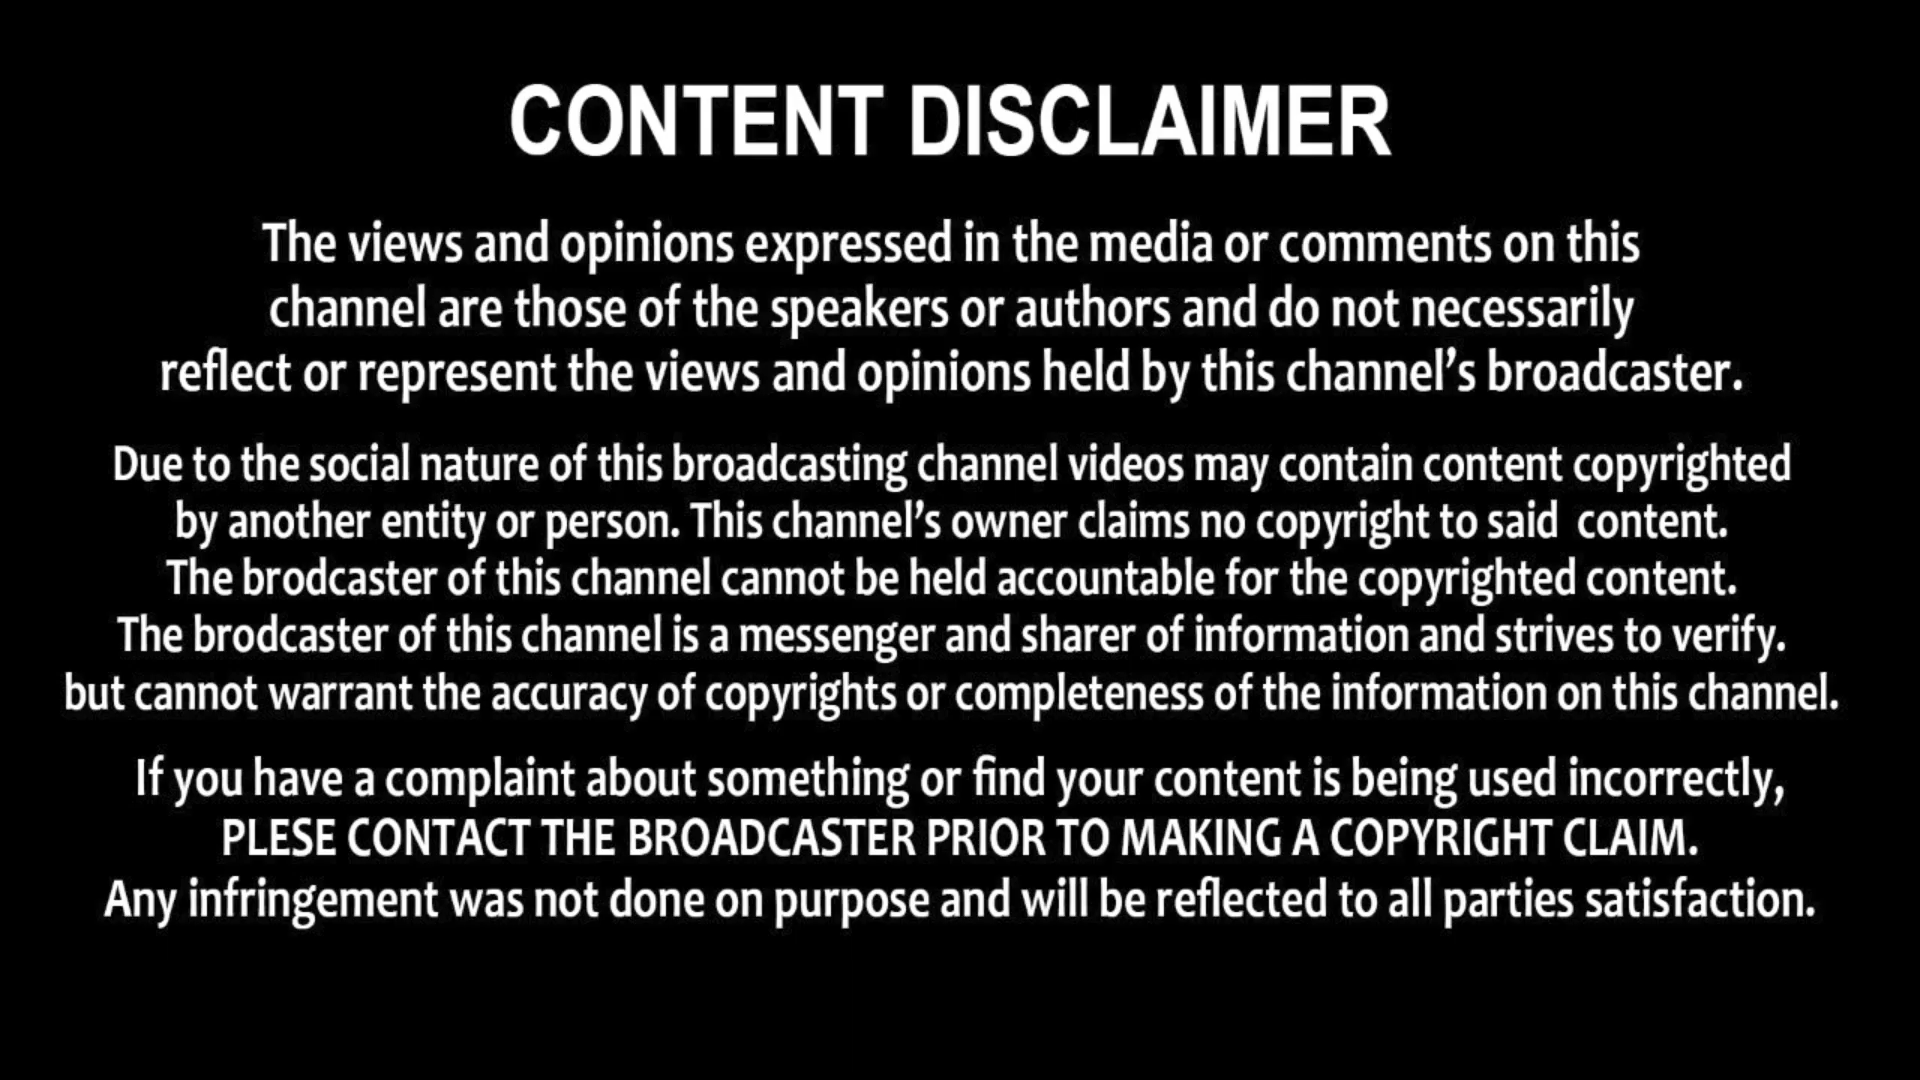 CONTENT DISCLAIMER
The views and opinions expressed in the media or comments on this
channel are those of the speakers or authors and do not necessarily
reflect or represent the views and opinions held by this channel’s broadcaster.
Due to the social nature of this broadcasting channel videos may contain content copyrighted
by another entity or person. This channel’s owner claims no copyright to said content.
The brodcaster of this channel cannot be held accountable for the copyrighted content.
The brodcaster of this channel is a messenger and sharer of information and strives to verify.
but cannot warrant the accuracy of copyrights or completeness of the information on this channel.
If you have a complaint about something or find your content is being used incorrectly,
PLESE CONTACT THE BROADCASTER PRIOR TO MAKING A COPYRIGHT CLAIM.
Any infringement was not done on purpose and will be reflected to all parties satisfaction.